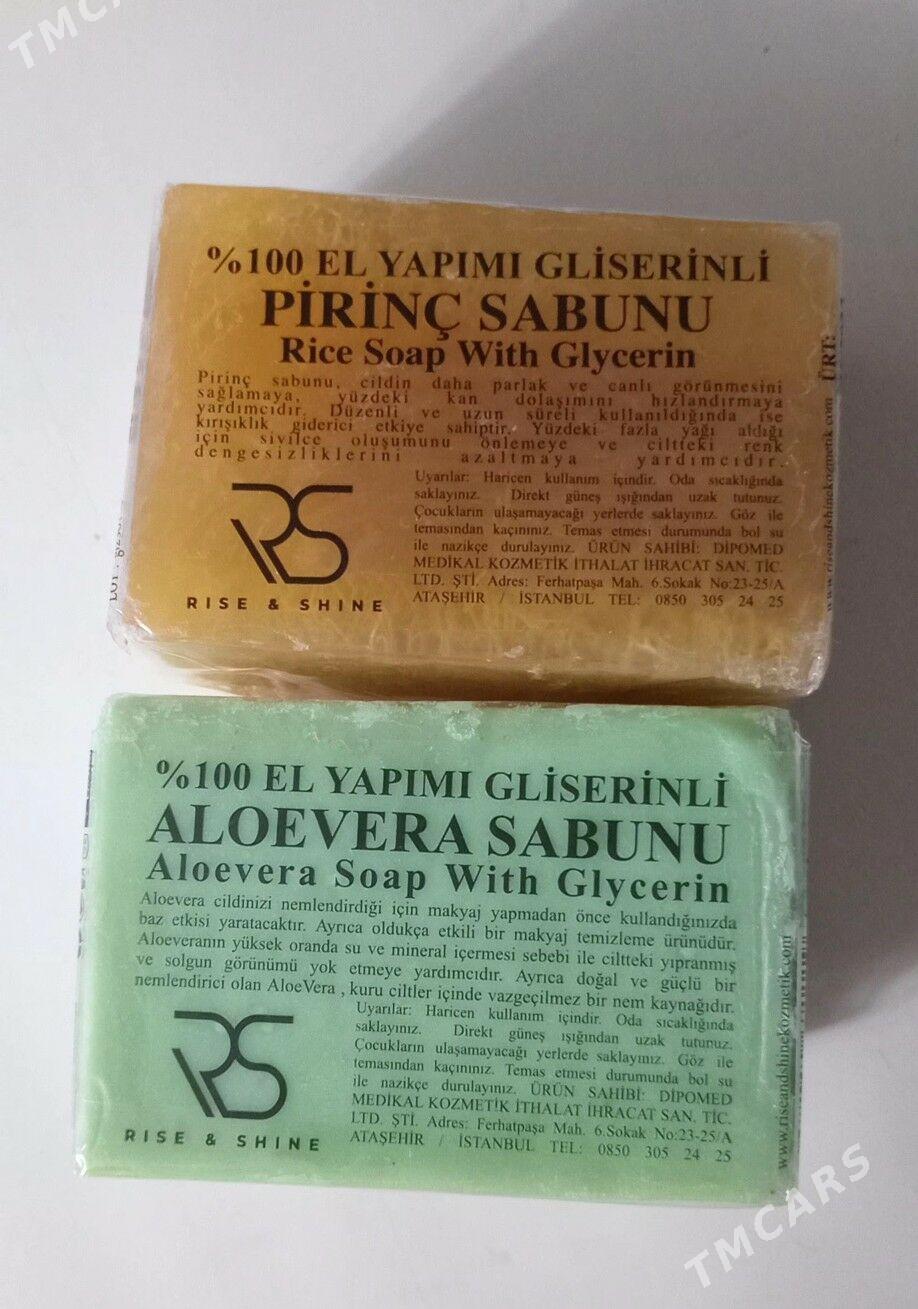 TMCA
%100 EL YAPIMI GLİSERİNLİ
PİRİNÇ SABUNU
Rice Soap With Glycerin
Pirinç sabunu, cildin daha parlak ve canlı görünmesini
sağlamaya, yüzdeki kan dolaşımını hızlandırmaya
yardımcıdır. Düzenli ve uzun süreli kullanıldığında ise
kırışıklık giderici etkiye sahiptir. Yüzdeki fazla yağı aldığı
için sivilce oluşumunu önlemeye ve ciltteki renk
dengesizliklerini azaltmaya yardımcıdır.
Uyarılar: Haricen kullanım içindir. Oda sıcaklığında
saklayınız. Direkt güneş ışığından uzak tutunuz.
Çocukların ulaşamayacağı yerlerde saklayınız. Göz ile
temasından kaçınınız. Temas etmesi durumunda bol su
ile nazikçe durulayınız. ÜRÜN SAHİBİ: DİPOMED
MEDİKAL KOZMETİK İTHALAT İHRACAT SAN. TİC.
LTD. ŞTİ. Adres: Ferhatpaşa Mah. 6.Sokak No:23-25/A
ATAŞEHİR / İSTANBUL TEL: 0850 305 24 25
RS
RISE & SHINE
www.riseandshinekozmetik.com
ÜRT:
%100 EL YAPIMI GLİSERİNLİ
ALOEVERA SABUNU
Aloevera Soap With Glycerin
Aloevera cildinizi nemlendirdiği için makyaj yapmadan önce kullandığınızda
baz etkisi yaratacaktır. Ayrıca oldukça etkili bir makyaj temizleme ürünüdür.
Aloeveranın yüksek oranda su ve mineral içermesi sebebi ile ciltteki yıpranmış
ve solgun görünümü yok etmeye yardımcıdır. Ayrıca doğal ve güçlü bir
nemlendirici olan AloeVera , kuru ciltler içinde vazgeçilmez bir nem kaynağıdır.
Uyarılar: Haricen kullanım içindir. Oda sıcaklığında
saklayınız. Direkt güneş ışığından uzak tutunuz.
Çocukların ulaşamayacağı yerlerde saklayınız. Göz ile
temasından kaçınınız. Temas etmesi durumunda bol su
ile nazikçe durulayınız. ÜRÜN SAHİBİ: DİPOMED
MEDİKAL KOZMETİK İTHALAT İHRACAT SAN. TİC.
LTD. ŞTİ. Adres: Ferhatpaşa Mah. 6.Sokak No:23-25/A
ATAŞEHİR / İSTANBUL TEL: 0850 305 24 25
RS
RISE & SHINE
www.riseandshinekozmetik.com
TMCARS